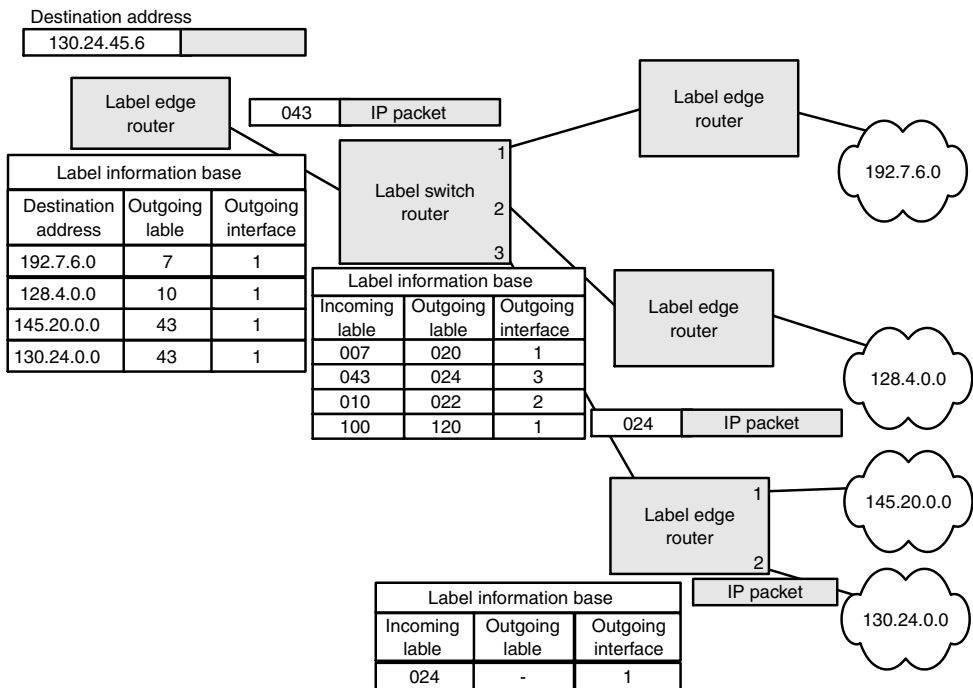 Destination address
130.24.45.6
Label edge
router
043 IP packet
Label edge
router
192.7.6.0
Label information base
Destination address Outgoing lable Outgoing interface
192.7.6.0 7 1
128.4.0.0 10 1
145.20.0.0 43 1
130.24.0.0 43 1
Label switch
router
1
2
3
Label information base
Incoming lable Outgoing lable Outgoing interface
007 020 1
043 024 3
010 022 2
100 120 1
Label edge
router
128.4.0.0
024 IP packet
Label edge
router
1
2
145.20.0.0
IP packet
130.24.0.0
Label information base
Incoming lable Outgoing lable Outgoing interface
024 - 1